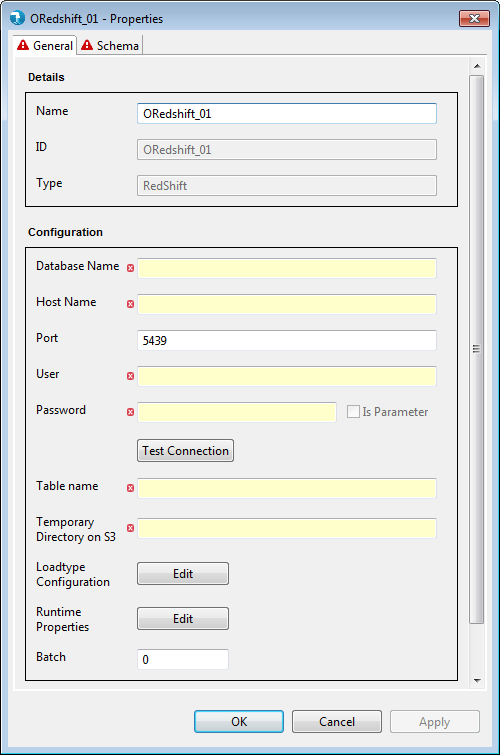 ORedshift_01 - Properties
General Schema
Details
Name ORedshift_01
ID ORedshift_01
Type RedShift
Configuration
Database Name
Host Name
Port 5439
User
Password Is Parameter
Test Connection
Table name
Temporary
Directory on S3
Loadtype
Configuration Edit
Runtime
Properties Edit
Batch 0
OK Cancel Apply